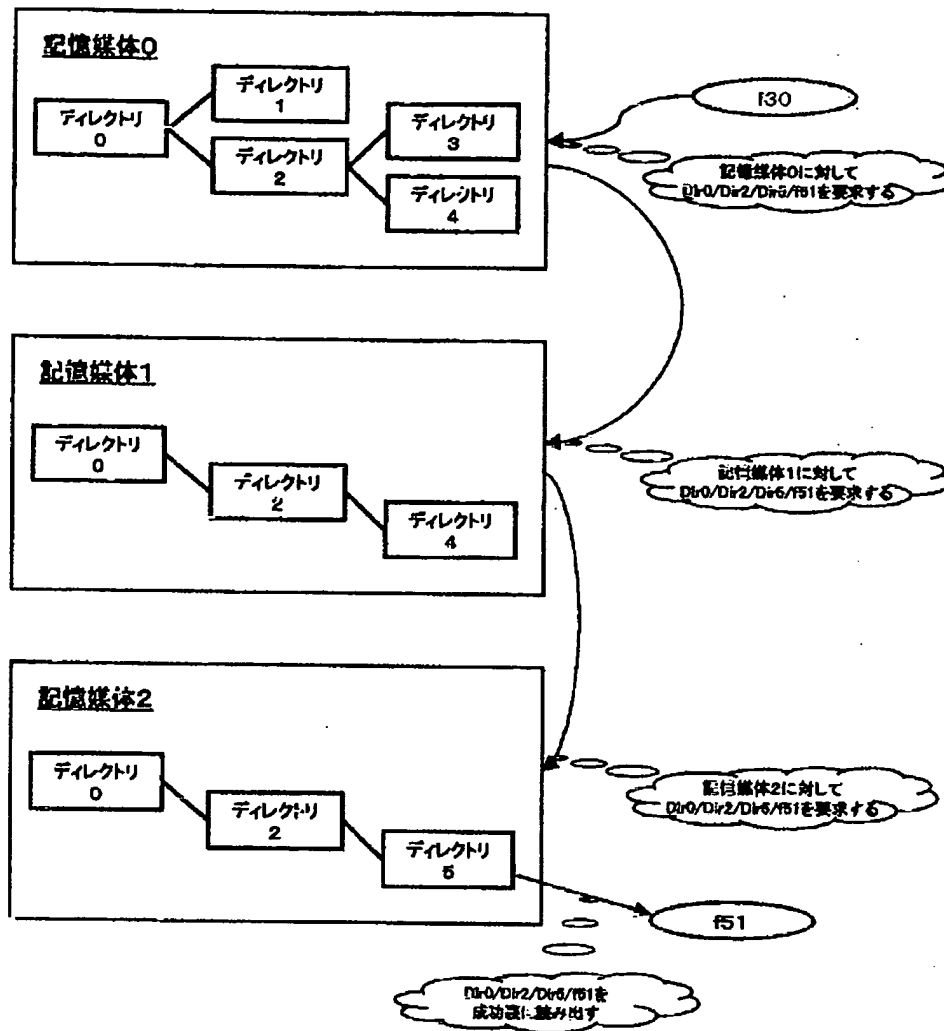 記憶媒体0
ディレクトリ
0
ディレクトリ
1
ディレクトリ
2
ディレクトリ
3
ディレクトリ
4
f30
記憶媒体0に対して
Dir0/Dir2/Dir5/f51を要求する
記憶媒体1
ディレクトリ
0
ディレクトリ
2
ディレクトリ
4
記憶媒体1に対して
Dir0/Dir2/Dir5/f51を要求する
記憶媒体2
ディレクトリ
0
ディレクトリ
2
ディレクトリ
5
記憶媒体2に対して
Dir0/Dir2/Dir5/f51を要求する
f51
Dir0/Dir2/Dir5/f51を
に読み出す